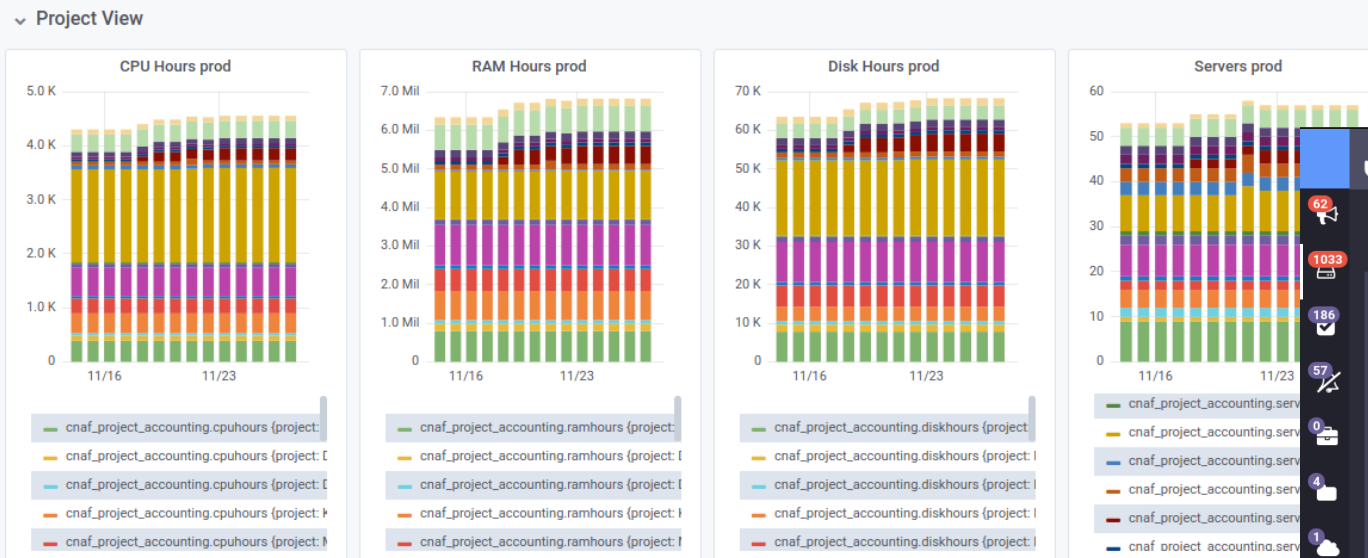 Project View
CPU Hours prod
5.0 K
4.0 K
3.0 K
2.0 K
1.0 K
0
11/16
11/23
cnaf_project_accounting.cpuhours {project:
cnaf_project_accounting.cpuhours {project: D
cnaf_project_accounting.cpuhours {project: D
cnaf_project_accounting.cpuhours {project: K
cnaf_project_accounting.cpuhours {project: M
RAM Hours prod
7.0 Mil
6.0 Mil
5.0 Mil
4.0 Mil
3.0 Mil
2.0 Mil
1.0 Mil
0
11/16
11/23
cnaf_project_accounting.ramhours {project:
cnaf_project_accounting.ramhours {project: D
cnaf_project_accounting.ramhours {project: D
cnaf_project_accounting.ramhours {project: K
cnaf_project_accounting.ramhours {project: M
Disk Hours prod
70 K
60 K
50 K
40 K
30 K
20 K
10 K
0
11/16
11/23
cnaf_project_accounting.diskhours {project:
cnaf_project_accounting.diskhours {project:
cnaf_project_accounting.diskhours {project:
cnaf_project_accounting.diskhours {project:
cnaf_project_accounting.diskhours {project:
Servers prod
60
50
40
30
20
10
0
11/16
11/23
cnaf_project_accounting.serv
cnaf_project_accounting.serv
cnaf_project_accounting.serv
cnaf_project_accounting.serv
cnaf_project_accounting.serv
cnaf_project_accounting.serv
62
1033
186
57
0
4
1